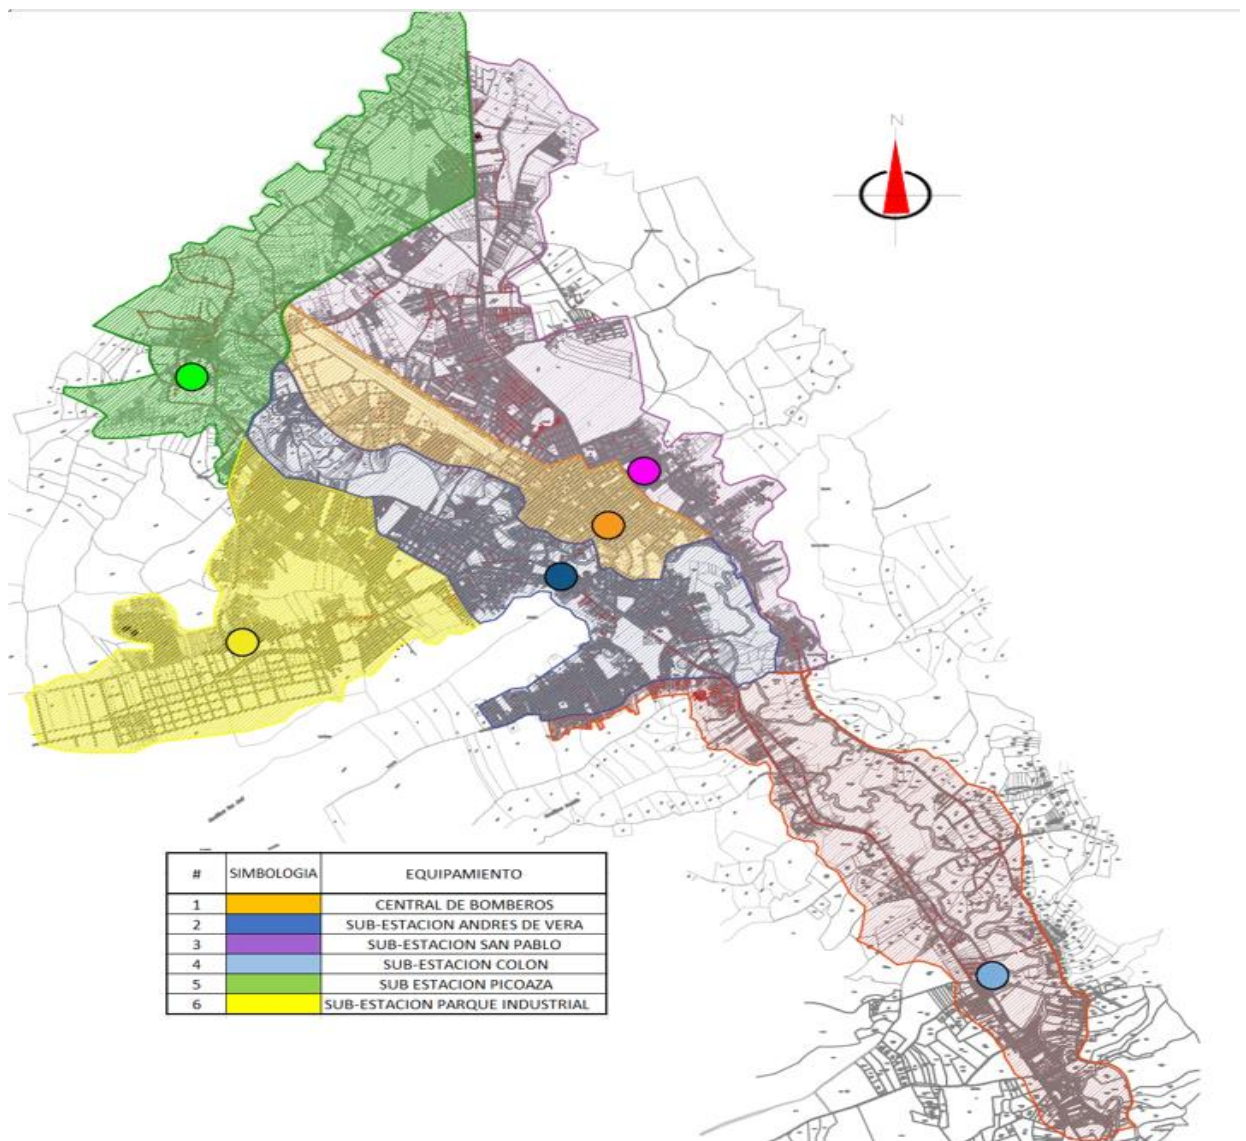 N
# SIMBOLOGIA EQUIPAMIENTO
1 CENTRAL DE BOMBEROS
2 SUB-ESTACION ANDRES DE VERA
3 SUB-ESTACION SAN PABLO
4 SUB-ESTACION COLON
5 SUB ESTACION PICOAZA
6 SUB-ESTACION PARQUE INDUSTRIAL